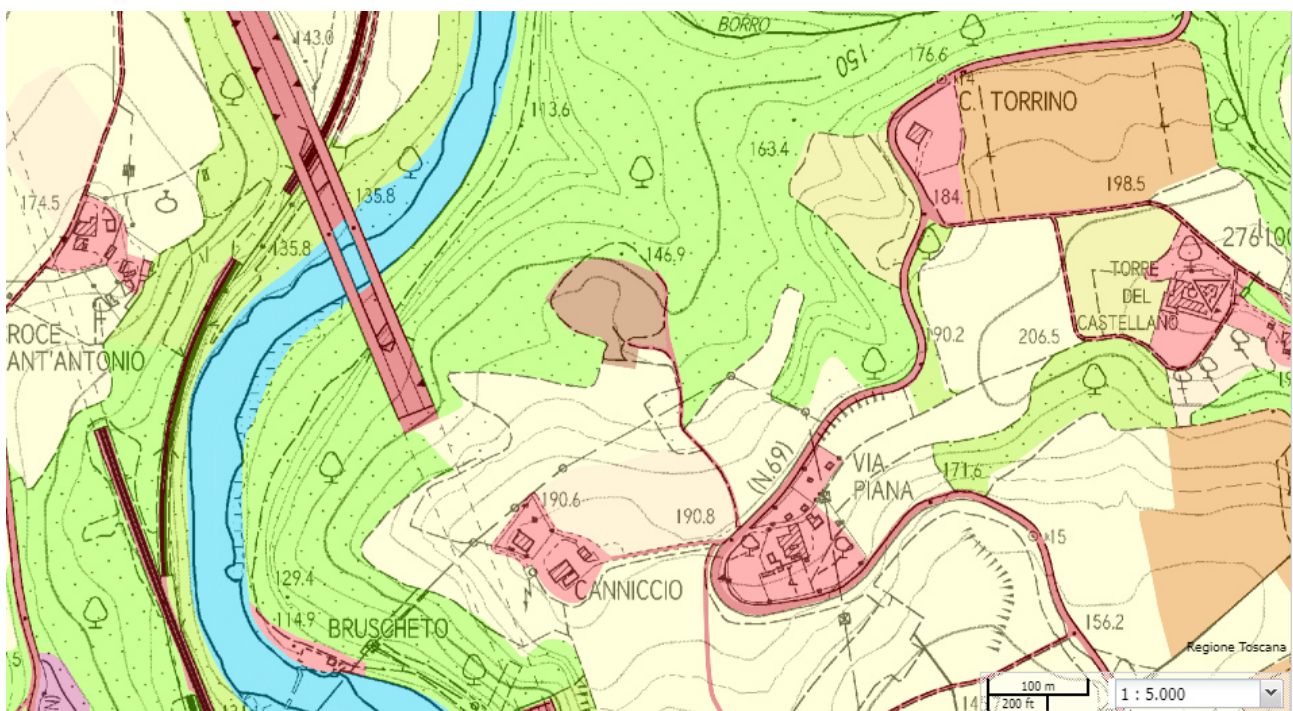 BORRO
143.0
150
176.6
C. TORRINO
113.6
163.4
174.5
135.8
184.
198.5
135.8
146.9
276100
TORRE
DEL
CASTELLANO
ROCE
ANT'ANTONIO
190.2
206.5
(N.69)
VIA
PIANA
171.6
190.6
190.8
15
129.4
CANNICCIO
114.9
BRUSCHETO
156.2
Regione Toscana
100 m
200 ft
1 : 5.000